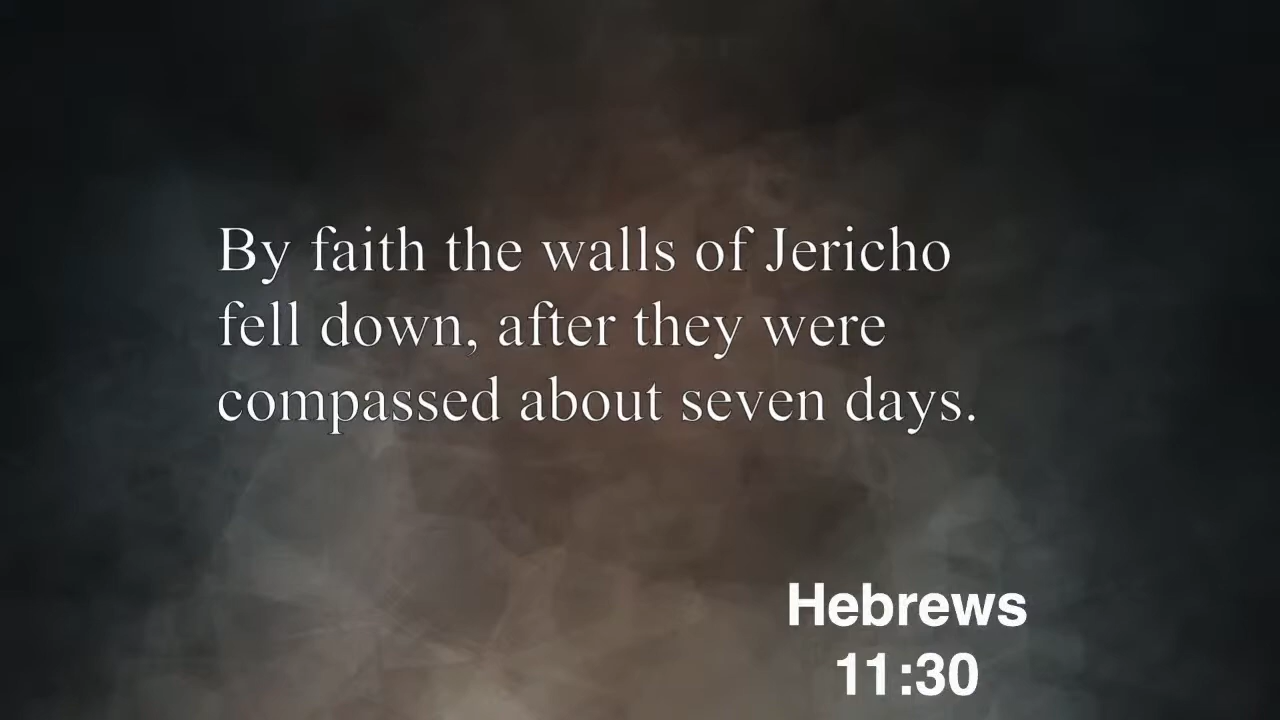 By faith the walls of Jericho
fell down, after they were
compassed about seven days.
Hebrews
11:30